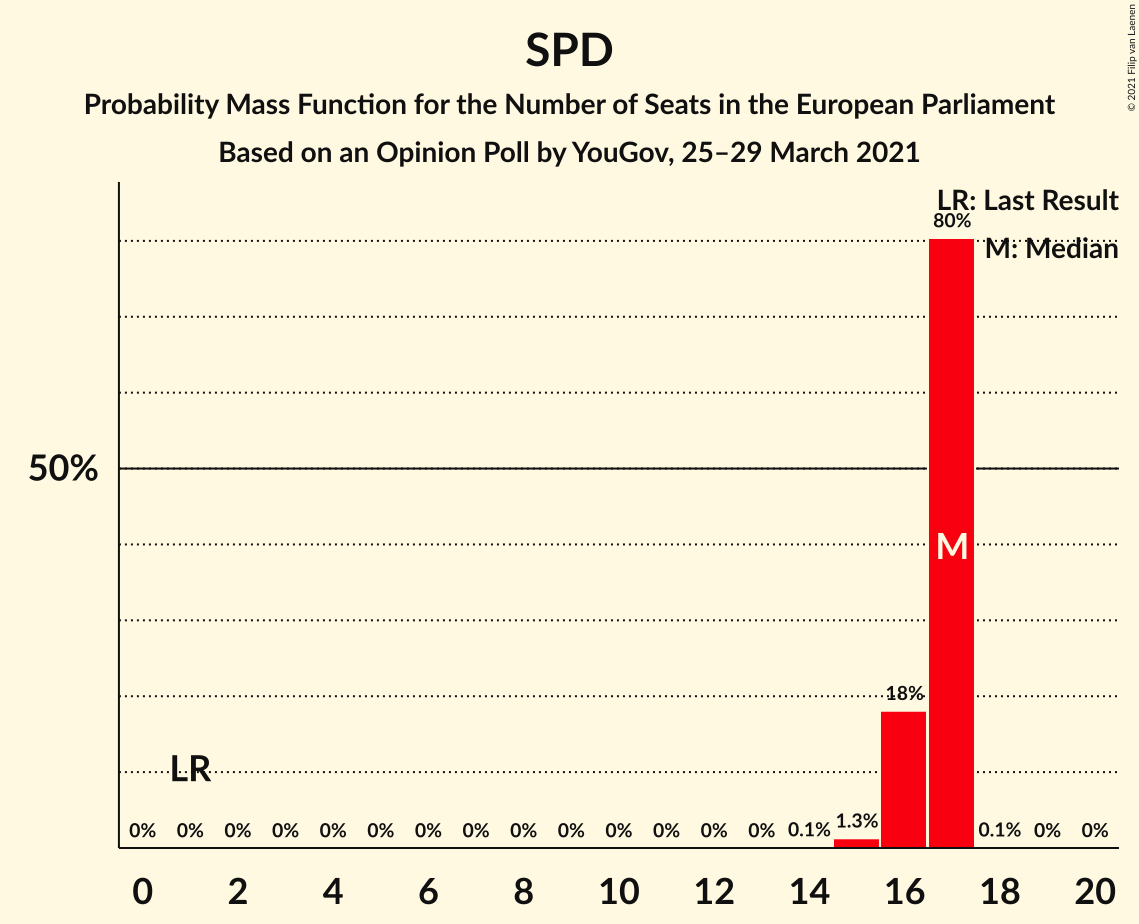 SPD
Probability Mass Function for the Number of Seats in the European Parliament
Based on an Opinion Poll by YouGov, 25–29 March 2021
© 2021 Filip van Laenen
LR: Last Result
M: Median
80%
50%
M
18%
LR
0% 0% 0% 0% 0% 0% 0% 0% 0% 0% 0% 0% 0% 0% 0.1% 1.3% 0.1% 0% 0%
0 2 4 6 8 10 12 14 16 18 20